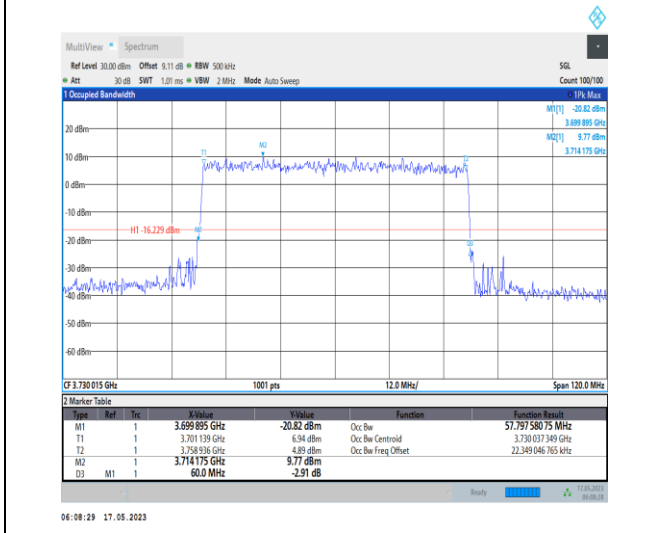 MultiView Spectrum
Ref Level 30.00 dBm Offset 9.11 dB RBW 500 kHz SGL
Att 30 dB SWT 1.01 ms VBW 2 MHz Mode Auto Sweep Count 100/100
1 Occupied Bandwidth 1Pk Max
M1[1] -20.82 dBm
3.699 895 GHz
M2[1] 9.77 dBm
3.714 175 GHz
20 dBm
M2
T1
10 dBm
0 dBm
-10 dBm
H1 -16.229 dBm
-20 dBm
-30 dBm
-40 dBm
-50 dBm
-60 dBm
CF 3.730 015 GHz 1001 pts 12.0 MHz/ Span 120.0 MHz
2 Marker Table
Type Ref Trc X-Value Y-Value Function Function Result
M1 1 3.699 895 GHz -20.82 dBm Occ Bw 57.797 580 75 MHz
T1 1 3.701 139 GHz 6.94 dBm Occ Bw Centroid 3.730 037 349 GHz
T2 1 3.758 936 GHz 4.89 dBm Occ Bw Freq Offset 22.349 046 765 kHz
M2 1 3.714 175 GHz 9.77 dBm
D3 M1 1 60.0 MHz -2.91 dB
Ready 17.05.2023
06:08:28
06:08:29 17.05.2023